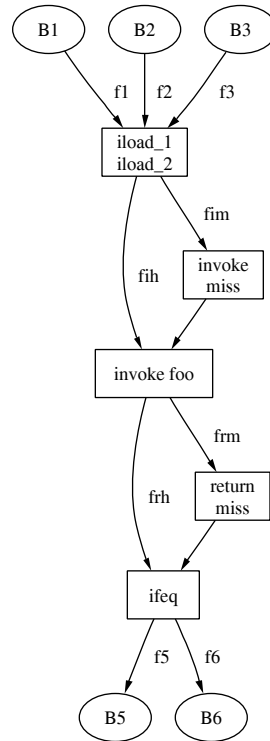 B1 B2 B3
f1 f2 f3
iload_1
iload_2
fim
fih
invoke
miss
invoke foo
frm
frh
return
miss
ifeq
f5 f6
B5 B6